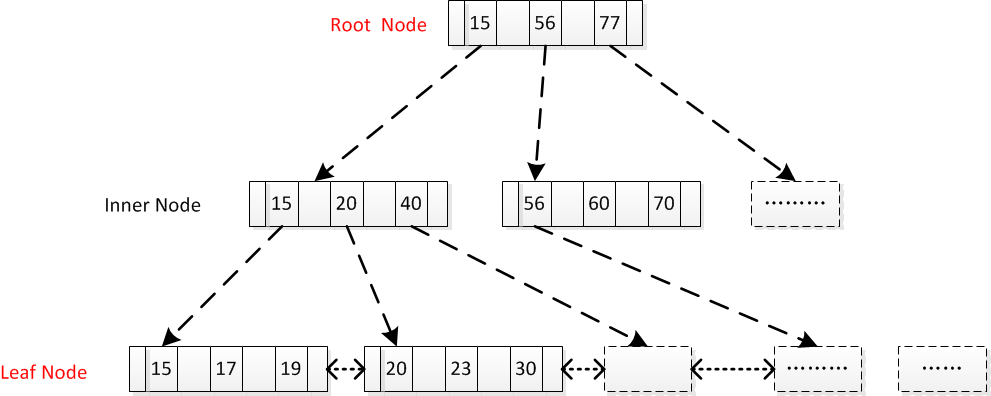 Root Node 15 56 77
Inner Node 15 20 40 56 60 70 ………
Leaf Node 15 17 19 20 23 30 ……… ……